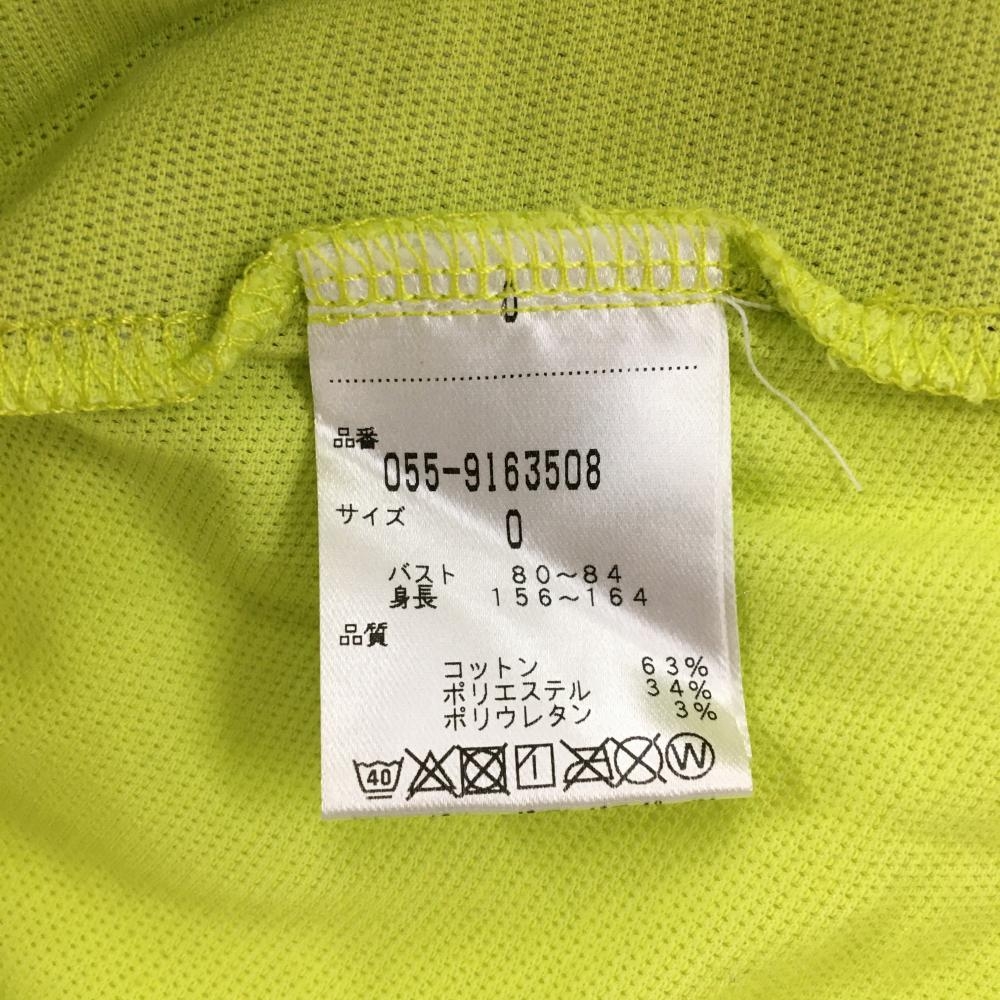 0
品番
055-9163508
サイズ
0
バスト 80～84
身長 156～164
品質
コットン 63%
ポリエステル 34%
ポリウレタン 3%
40 W